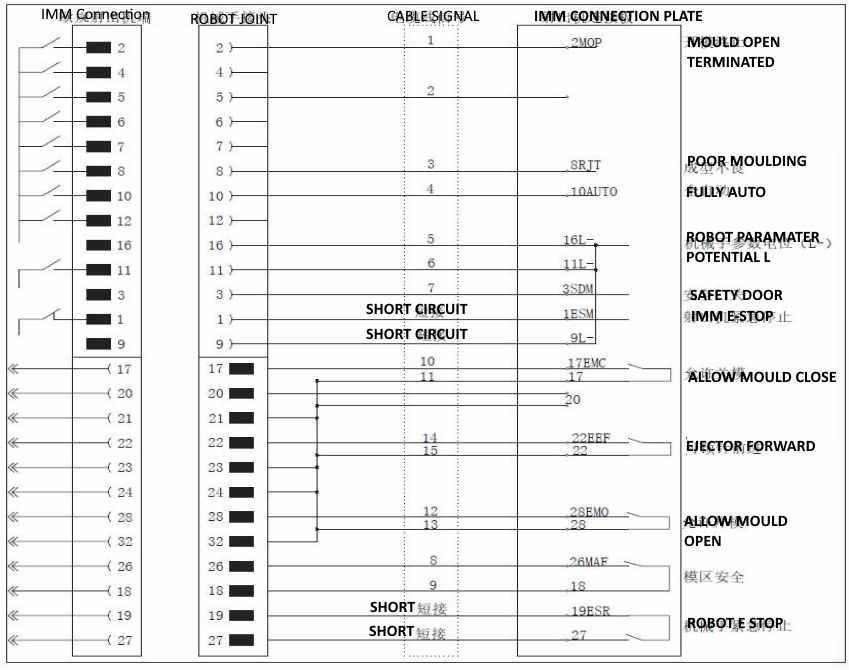 IMM Connection ROBOT JOINT CABLE SIGNAL IMM CONNECTION PLATE
2 2 1 2MOP MOULD OPEN
TERMINATED
4 4
5 5 2
6 6
7 7
8 8 3 8RJT POOR MOULDING
成型不良
10 10 4 10AUTO FULLY AUTO
12 12
16 16 5 16L- ROBOT PARAMATER
机械手参数电位（L-）
11 11 6 11L- POTENTIAL L
3 3 7 3SDM SAFETY DOOR
1 1 SHORT CIRCUIT 短接 1ESM IMM E-STOP
9 9 SHORT CIRCUIT 短接 9L-
17 17 10 17EMC
11 17 ALLOW MOULD CLOSE
20 20 20
21 21
22 22 14 22EEF EJECTOR FORWARD
15 22
23 23
24 24
28 28 12 28EMO ALLOW MOULD
13 28
32 32 OPEN
26 26 8 26MAF
模区安全
18 18 9 18
19 19 SHORT 短接 19ESR ROBOT E STOP
机械手紧急停止
27 27 SHORT 短接 27